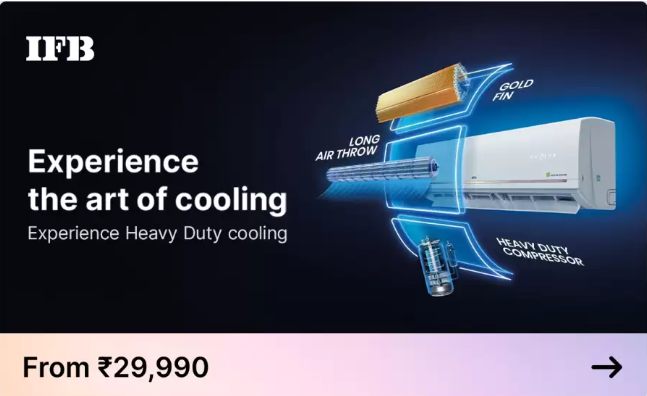 IFB
Experience
the art of cooling
Experience Heavy Duty cooling
GOLD
FIN
LONG
AIR THROW
HEAVY DUTY
COMPRESSOR
From ₹29,990